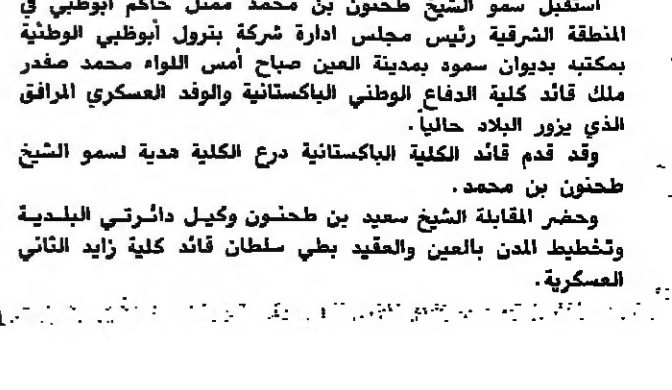 استقبل سمو الشيخ طحنون بن محمد ممثل حاكم أبوظبي في
المنطقة الشرقية رئيس مجلس ادارة شركة بترول أبوظبي الوطنية
بمكتبه بديوان سموه بمدينة العين صباح أمس اللواء محمد صفدر
ملك قائد كلية الدفاع الوطني الباكستانية والوفد العسكري المرافق
الذي يزور البلاد حالياً.
وقد قدم قائد الكلية الباكستانية درع الكلية هدية لسمو الشيخ
طحنون بن محمد.
وحضر المقابلة الشيخ سعيد بن طحنون وكيل دائرتي البلدية
وتخطيط المدن بالعين والعقيد بطي سلطان قائد كلية زايد الثاني
العسكرية.